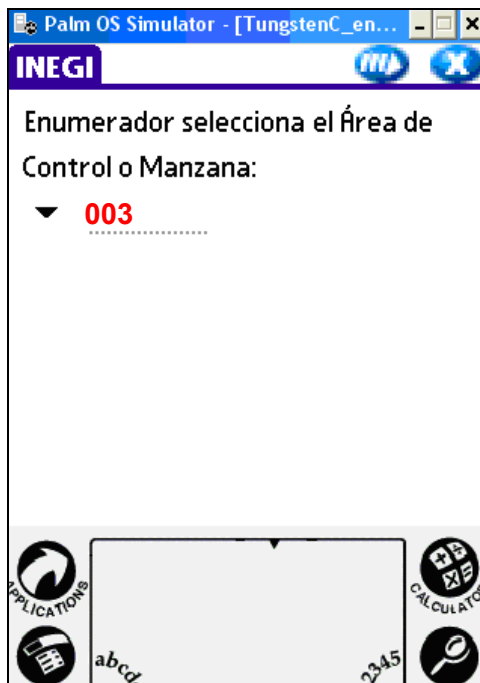 Palm OS Simulator - [TungstenC_en...
INEGI
Enumerador selecciona el Área de
Control o Manzana:
003
APPLICATIONS
CALCULATOR
abcd
2345